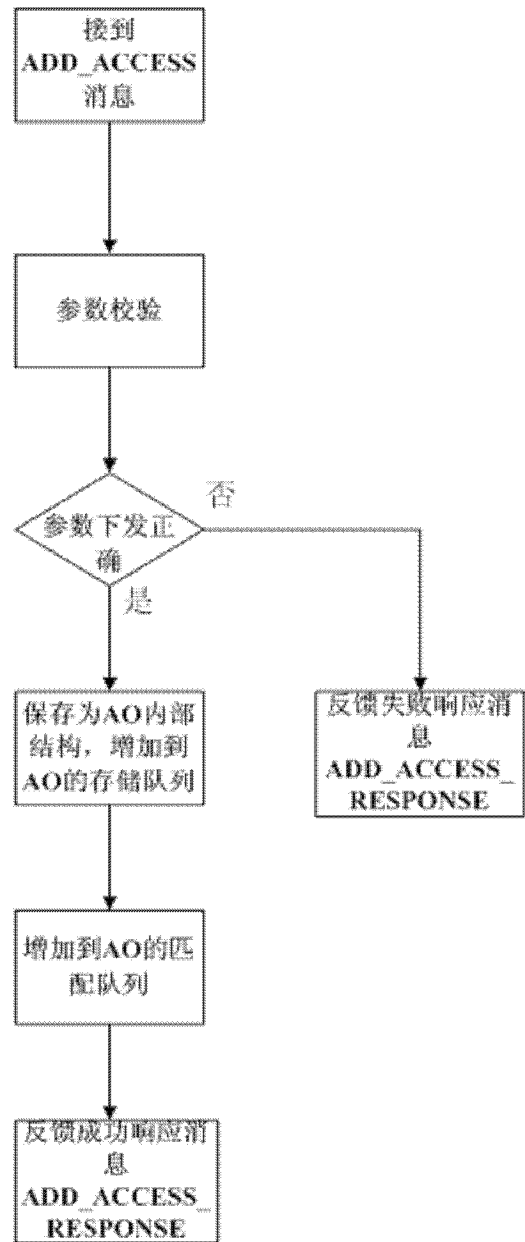 接到
ADD_ACCESS
消息
参数校验
否
参数下发正
确
是
保存为AO内部
结构，增加到
AO的存储队列
反馈失败响应消
息
ADD_ACCESS_
RESPONSE
增加到AO的匹
配队列
反馈成功响应消
息
ADD_ACCESS_
RESPONSE